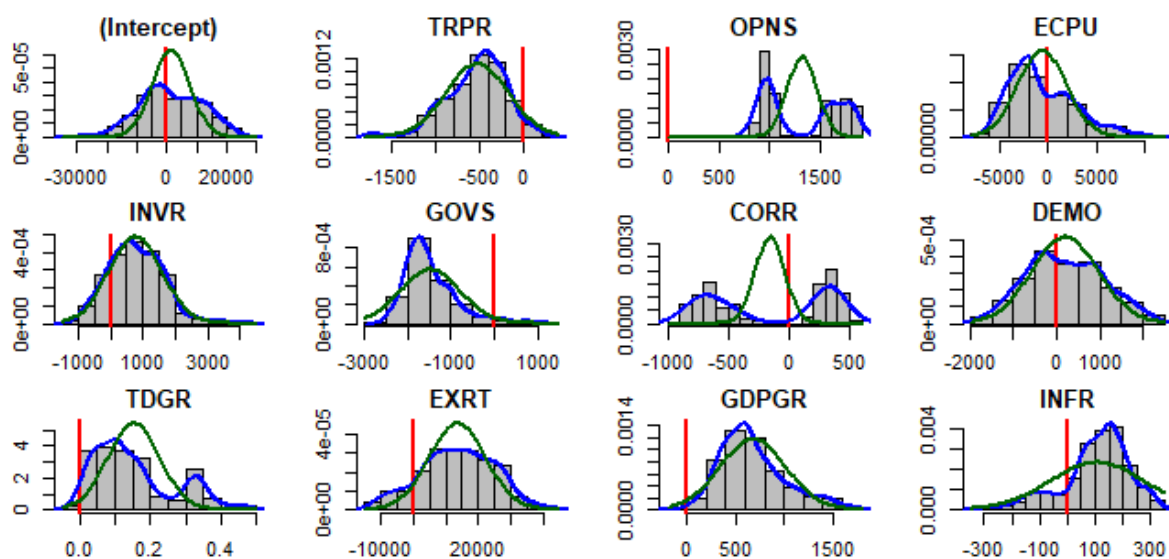 (Intercept) TRPR OPNS ECPU
0e+00 5e-05 0.0000 0.0012 0.0000 0.0030 0.000000
-30000 0 20000 -1500 -500 0 0 500 1500 -5000 0 5000
INVR GOVS CORR DEMO
0e+00 4e-04 0e+00 8e-04 0.0000 0.0030 0e+00 5e-04
-1000 1000 3000 -3000 -1000 0 1000 -1000 -500 0 500 -2000 0 1000
TDGR EXRT GDPGR INFR
0 2 4 0e+00 4e-05 0.0000 0.0014 0.000 0.004
0.0 0.2 0.4 -10000 20000 0 500 1500 -300 -100 0 100 300